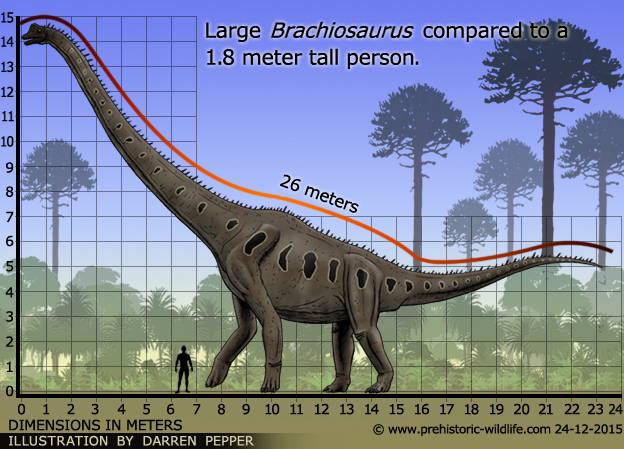 Large Brachiosaurus compared to a
1.8 meter tall person.
26 meters
15
14
13
12
11
10
9
8
7
6
5
4
3
2
1
0
0 1 2 3 4 5 6 7 8 9 10 11 12 13 14 15 16 17 18 19 20 21 22 23 24
DIMENSIONS IN METERS
© www.prehistoric-wildlife.com 24-12-2015
ILLUSTRATION BY DARREN PEPPER